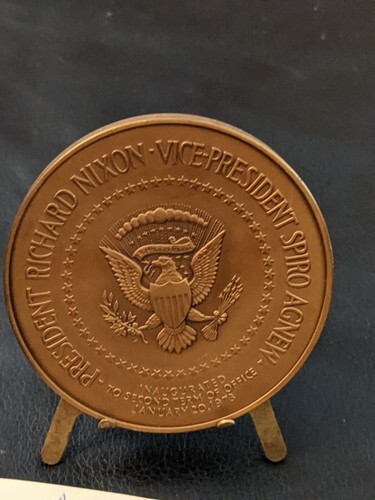 PRESIDENT RICHARD NIXON · VICE-PRESIDENT SPIRO AGNEW ·
INAUGURATED
TO SECOND TERM OF OFFICE
JANUARY 20, 1973